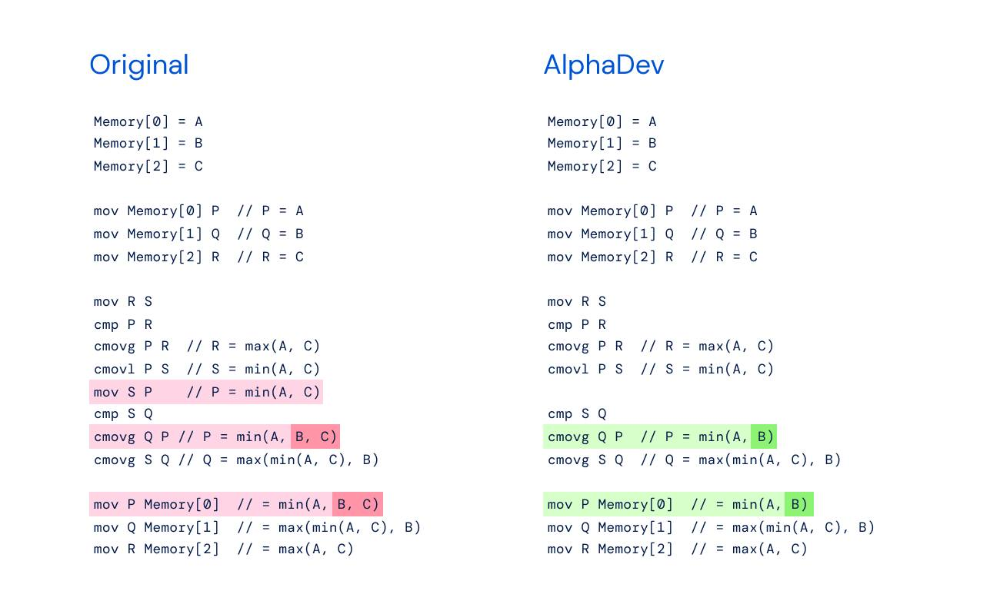 Original
Memory[0] = A
Memory[1] = B
Memory[2] = C
mov Memory[0] P  // P = A
mov Memory[1] Q  // Q = B
mov Memory[2] R  // R = C
mov R S
cmp P R
cmovg P R  // R = max(A, C)
cmovl P S  // S = min(A, C)
mov S P    // P = min(A, C)
cmp S Q
cmovg Q P // P = min(A, B, C)
cmovg S Q // Q = max(min(A, C), B)
mov P Memory[0]  // = min(A, B, C)
mov Q Memory[1]  // = max(min(A, C), B)
mov R Memory[2]  // = max(A, C)
AlphaDev
Memory[0] = A
Memory[1] = B
Memory[2] = C
mov Memory[0] P  // P = A
mov Memory[1] Q  // Q = B
mov Memory[2] R  // R = C
mov R S
cmp P R
cmovg P R  // R = max(A, C)
cmovl P S  // S = min(A, C)
cmp S Q
cmovg Q P  // P = min(A, B)
cmovg S Q  // Q = max(min(A, C), B)
mov P Memory[0]  // = min(A, B)
mov Q Memory[1]  // = max(min(A, C), B)
mov R Memory[2]  // = max(A, C)